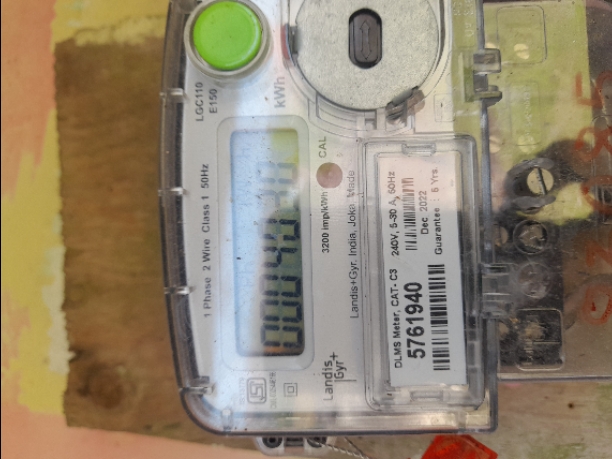 LGC110
E150
kWh
1 Phase 2 Wire Class 1 50Hz
CAL
3200 imp/kWh
Landis+Gyr, India, Joka, Made
Landis
Gyr+
DLMS Meter, CAT- C3 240V, 5-30 A, 50Hz
5761940
Dec 2022
Guarantee : 5 Yrs.